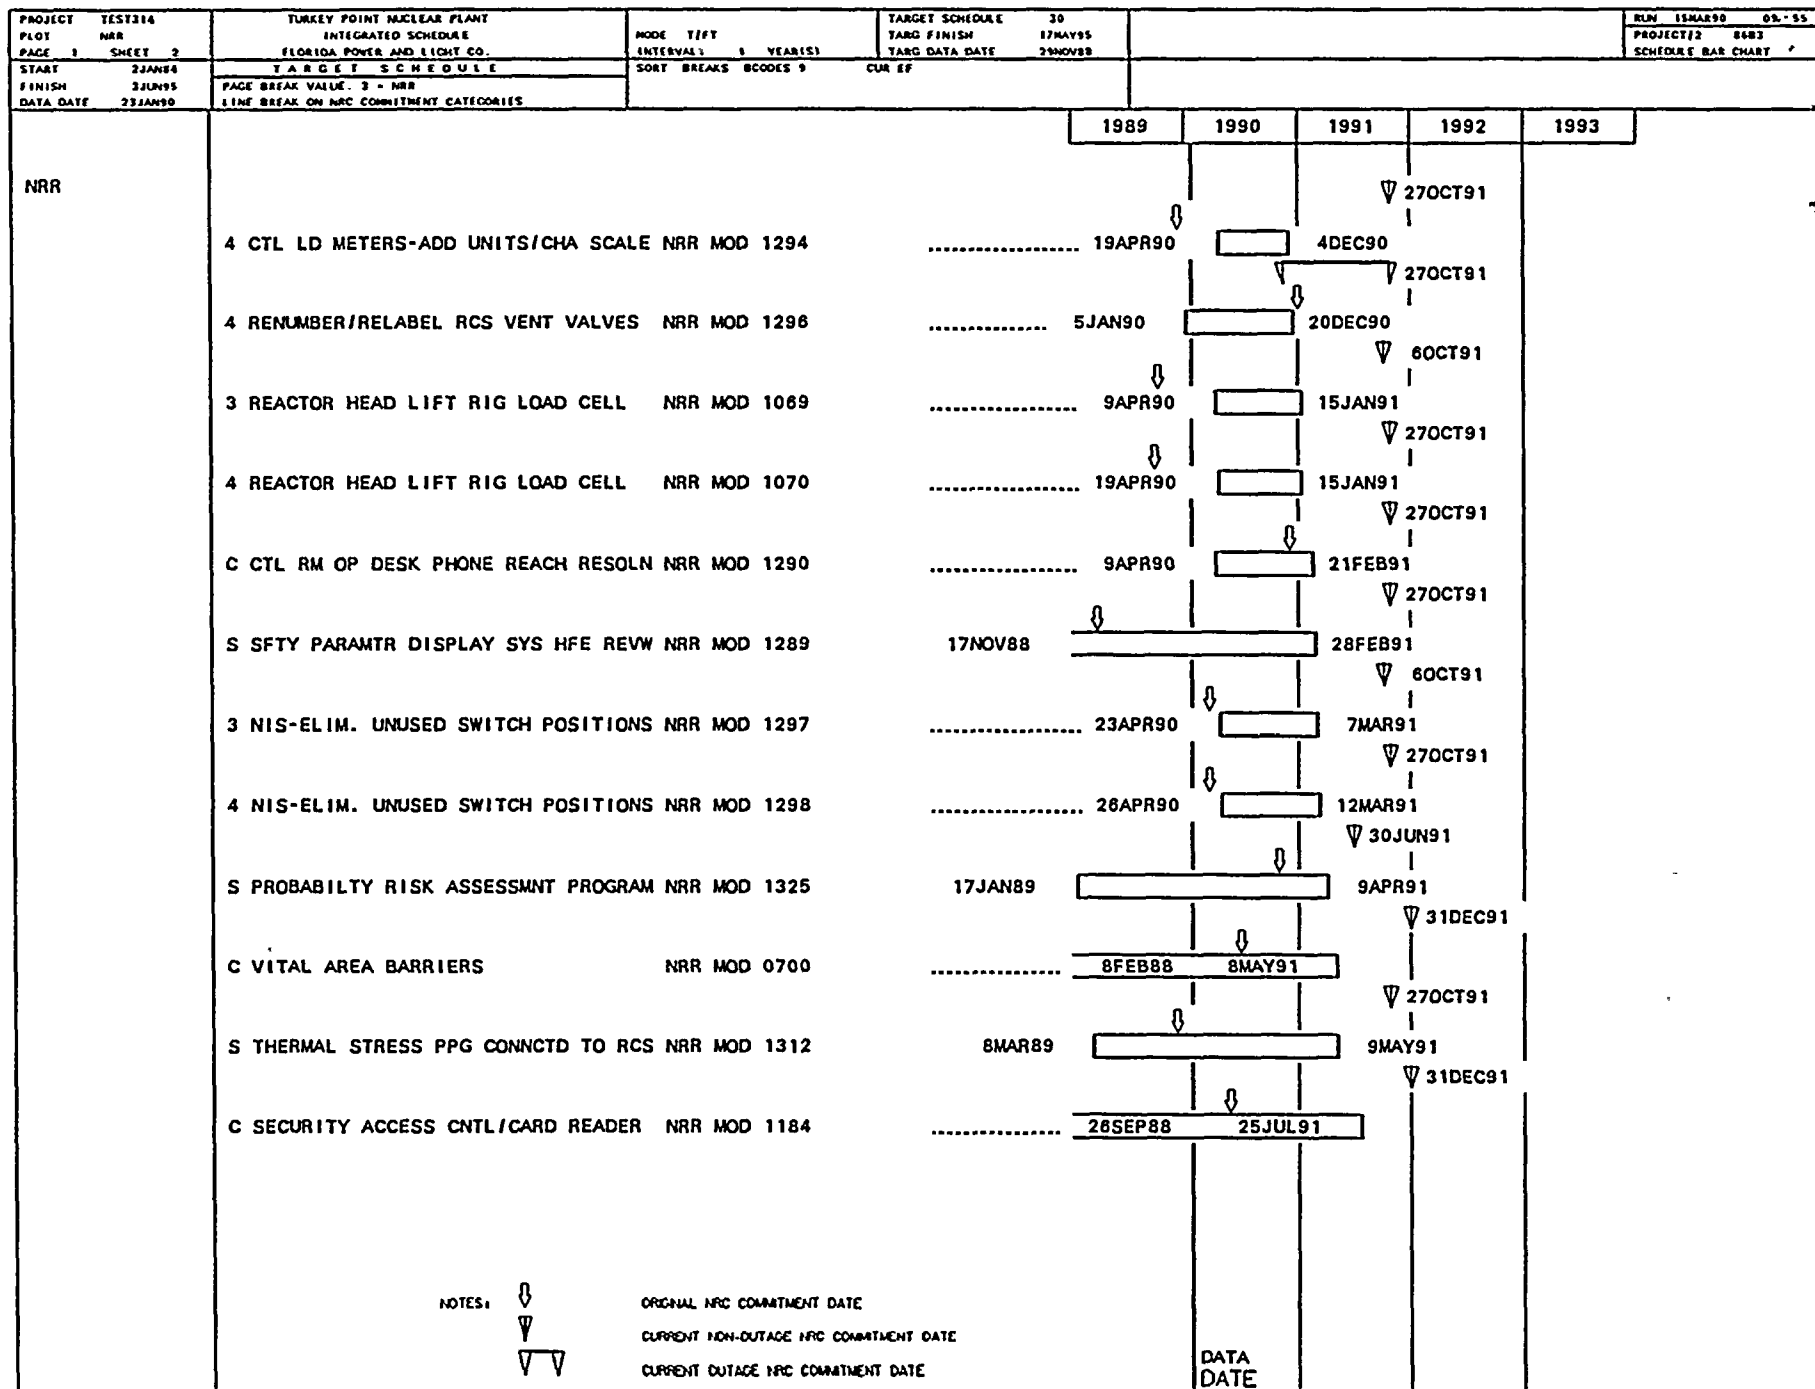 PROJECT TEST314
PLOT NRR
PAGE 1 SHEET 2
START 2JAN84
FINISH 3JUN95
DATA DATE 23JAN90
TURKEY POINT NUCLEAR PLANT
INTEGRATED SCHEDULE
FLORIDA POWER AND LIGHT CO.
TARGET SCHEDULE
PAGE BREAK VALUE. 3 = NRR
LINE BREAK ON NRC COMMITMENT CATEGORIES
MODE T/FT
INTERVAL: 1 YEAR(S)
SORT BREAKS BCODES 9 CUR EF
TARGET SCHEDULE 30
TARG FINISH 17MAY95
TARG DATA DATE 29NOV88
RUN 15MAR90 09.-55
PROJECT/2 8683
SCHEDULE BAR CHART
1989 1990 1991 1992 1993
NRR
27OCT91
4 CTL LD METERS-ADD UNITS/CHA SCALE NRR MOD 1294 19APR90 4DEC90
27OCT91
4 RENUMBER/RELABEL RCS VENT VALVES NRR MOD 1296 5JAN90 20DEC90
6OCT91
3 REACTOR HEAD LIFT RIG LOAD CELL NRR MOD 1069 9APR90 15JAN91
27OCT91
4 REACTOR HEAD LIFT RIG LOAD CELL NRR MOD 1070 19APR90 15JAN91
27OCT91
C CTL RM OP DESK PHONE REACH RESOLN NRR MOD 1290 9APR90 21FEB91
27OCT91
S SFTY PARAMTR DISPLAY SYS HFE REVW NRR MOD 1289 17NOV88 28FEB91
6OCT91
3 NIS-ELIM. UNUSED SWITCH POSITIONS NRR MOD 1297 23APR90 7MAR91
27OCT91
4 NIS-ELIM. UNUSED SWITCH POSITIONS NRR MOD 1298 26APR90 12MAR91
30JUN91
S PROBABILTY RISK ASSESSMNT PROGRAM NRR MOD 1325 17JAN89 9APR91
31DEC91
C VITAL AREA BARRIERS NRR MOD 0700 8FEB88 8MAY91
27OCT91
S THERMAL STRESS PPG CONNCTD TO RCS NRR MOD 1312 8MAR89 9MAY91
31DEC91
C SECURITY ACCESS CNTL/CARD READER NRR MOD 1184 26SEP88 25JUL91
NOTES: ORIGINAL NRC COMMITMENT DATE
CURRENT NON-OUTAGE NRC COMMITMENT DATE
CURRENT OUTAGE NRC COMMITMENT DATE
DATA
DATE